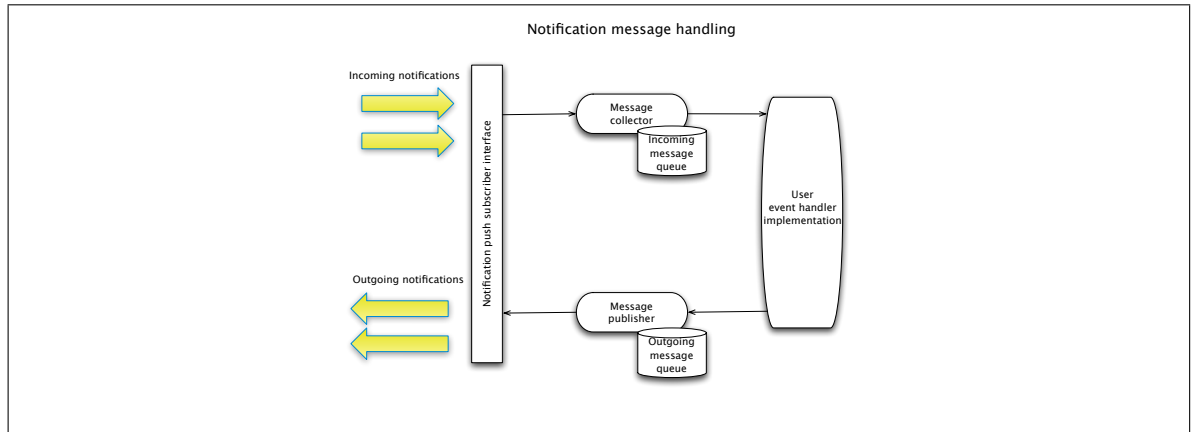 Notification message handling
Incoming notifications
Notification push subscriber interface
Message
collector
Incoming
message
queue
User
event handler
implementation
Outgoing notifications
Message
publisher
Outgoing
message
queue